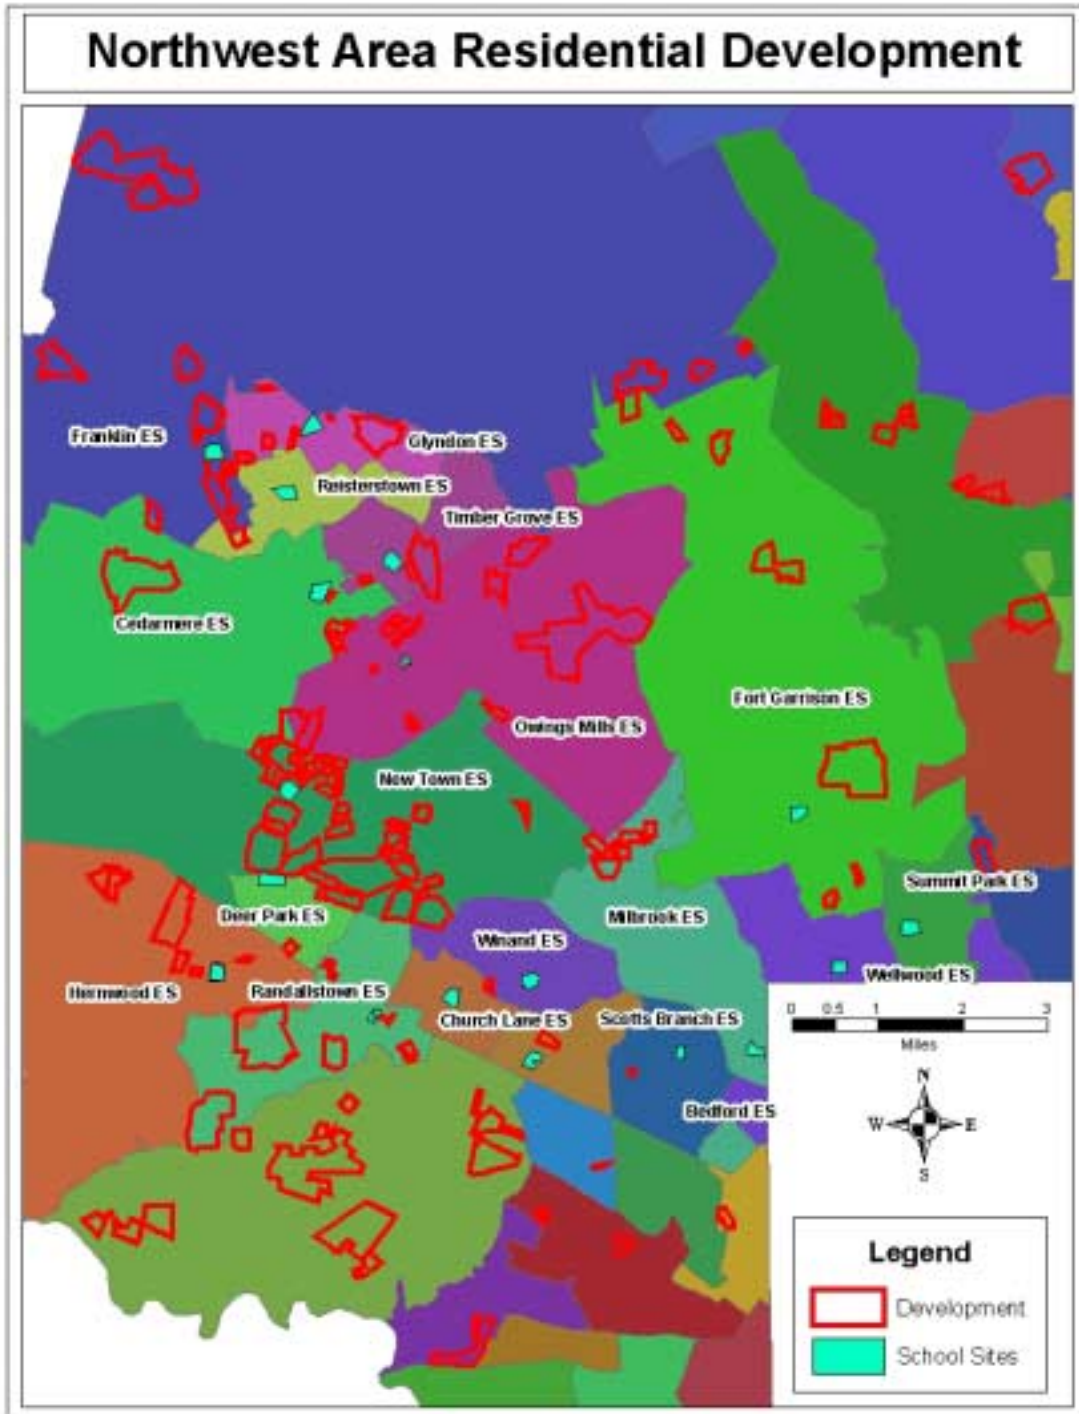 Northwest Area Residential Development
Franklin ES
Glyndon ES
Reisterstown ES
Timber Grove ES
Cedarmere ES
Fort Garrison ES
Owings Mills ES
New Town ES
Summit Park ES
Deer Park ES
Milbrook ES
Winand ES
Wellwood ES
Hernwood ES
Randallstown ES
Church Lane ES
Scotts Branch ES
0 0.5 1 2 3
Miles
N
Bedford ES
W E
S
Legend
Development
School Sites